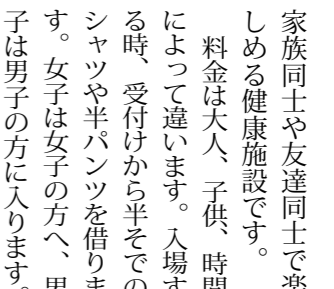 家族同士や友達同士で楽
しめる健康施設です。
料金は大人、子供、時間
によって違います。入場す
る時、受付けから半そでの
シャツや半パンツを借りま
す。女子は女子の方へ、男
子は男子の方に入ります。